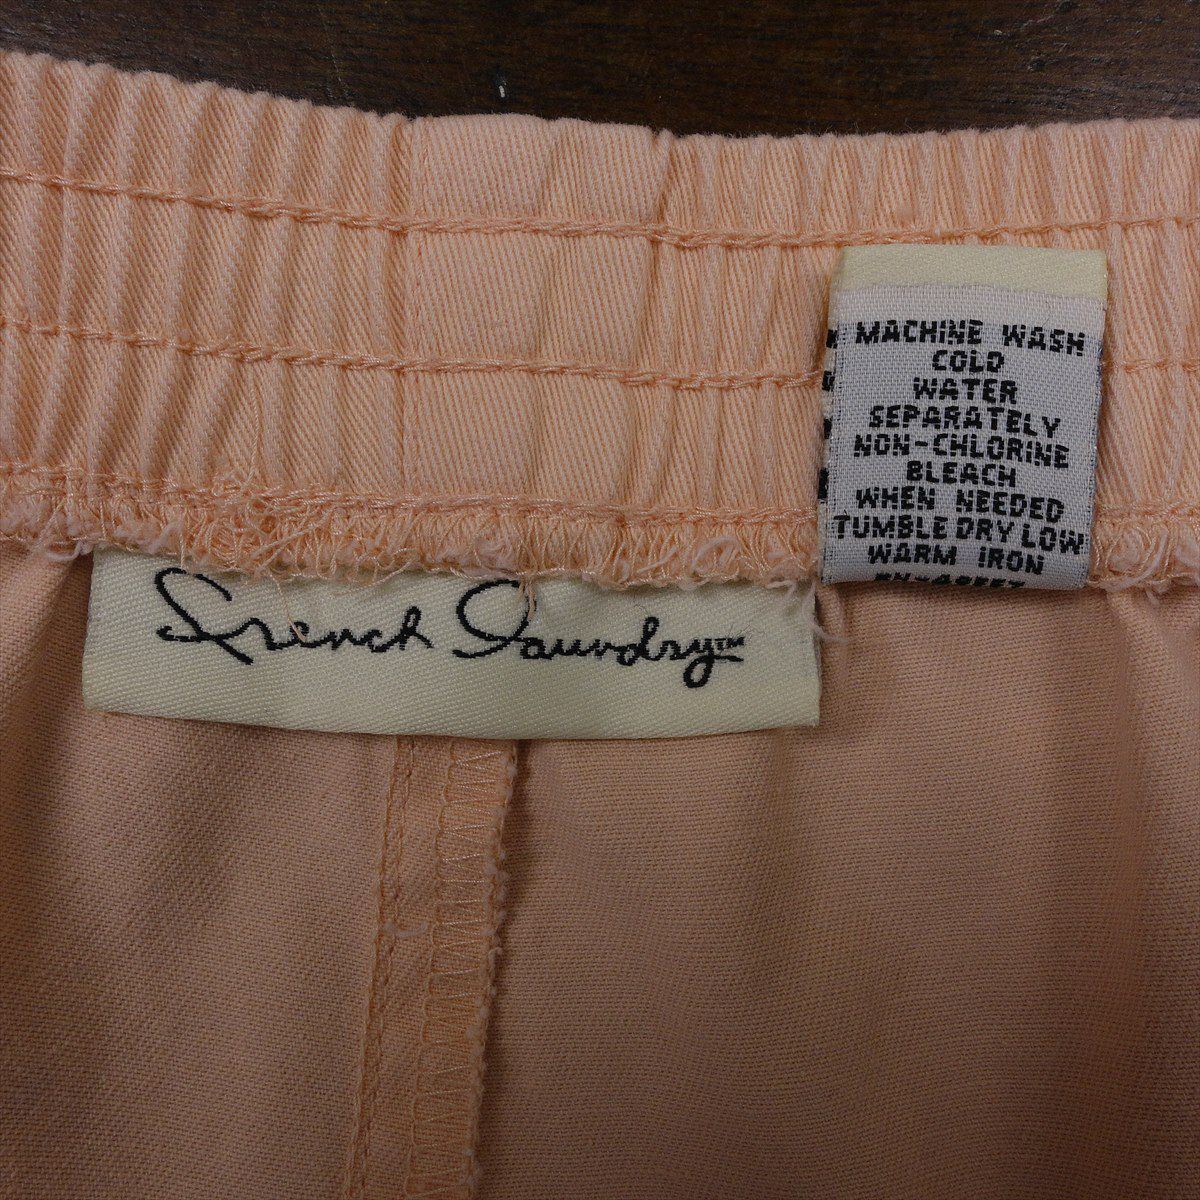 MACHINE WASH
COLD
WATER
SEPARATELY
NON-CHLORINE
BLEACH
WHEN NEEDED
TUMBLE DRY LOW
WARM IRON
French Laundry™